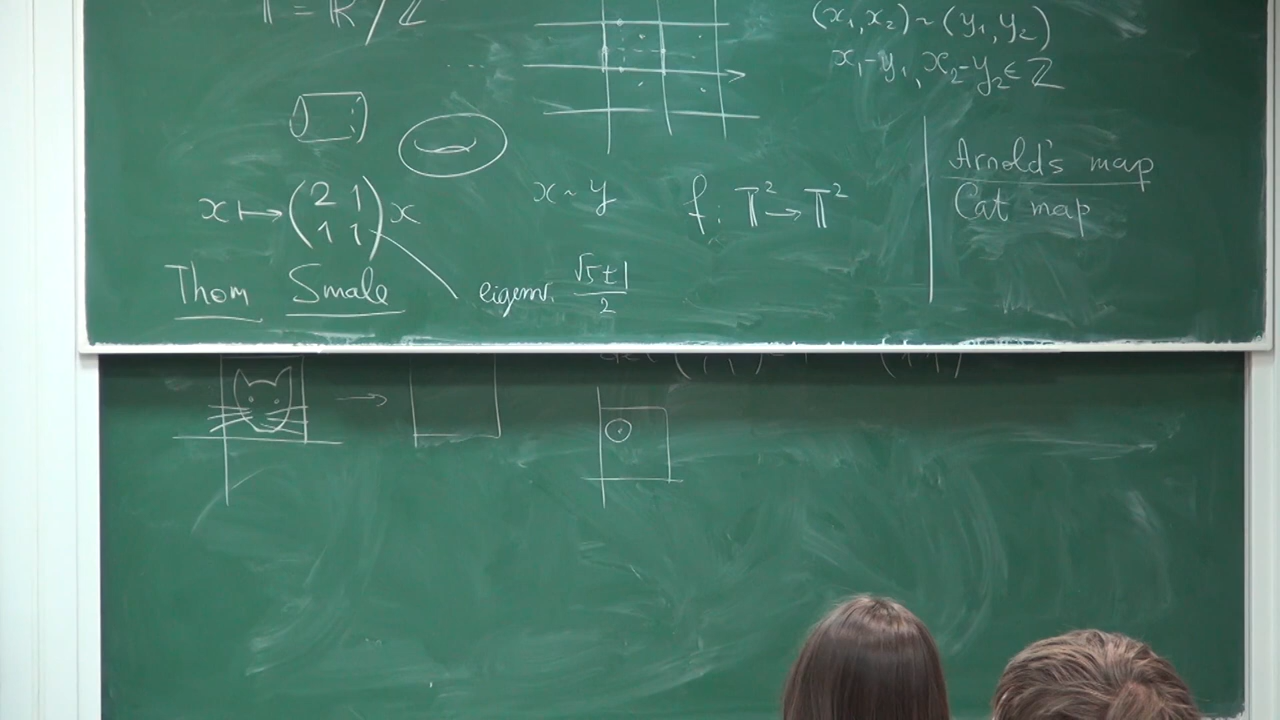 𝕋 = ℝ/ℤ
(x₁,x₂)~(y₁,y₂)
x₁-y₁, x₂-y₂∈ℤ
Arnold's map
Cat map
x↦(2 1
1 1)x
x~y
f: 𝕋²→𝕋²
Thom Smale
eigenv. √5±1
2